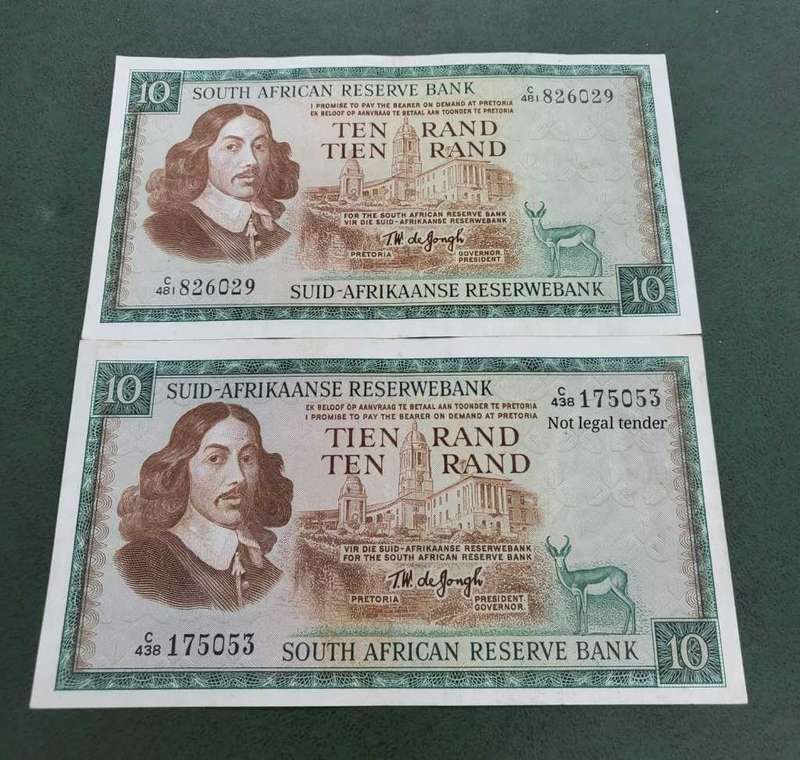 10
SOUTH AFRICAN RESERVE BANK
C/481 826029
I PROMISE TO PAY THE BEARER ON DEMAND AT PRETORIA
EK BELOOF OP AANVRAAG TE BETAAL AAN TOONDER TE PRETORIA
TEN RAND
TIEN RAND
FOR THE SOUTH AFRICAN RESERVE BANK
VIR DIE SUID-AFRIKAANSE RESERWEBANK
T.W. de Jongh
PRETORIA
GOVERNOR.
PRESIDENT.
C/481 826029
SUID-AFRIKAANSE RESERWEBANK
10
10
SUID-AFRIKAANSE RESERWEBANK
C/438 175053
EK BELOOF OP AANVRAAG TE BETAAL AAN TOONDER TE PRETORIA
I PROMISE TO PAY THE BEARER ON DEMAND AT PRETORIA
Not legal tender
TIEN RAND
TEN RAND
VIR DIE SUID-AFRIKAANSE RESERWEBANK
FOR THE SOUTH AFRICAN RESERVE BANK
T.W. de Jongh
PRETORIA
PRESIDENT.
GOVERNOR.
C/438 175053
SOUTH AFRICAN RESERVE BANK
10